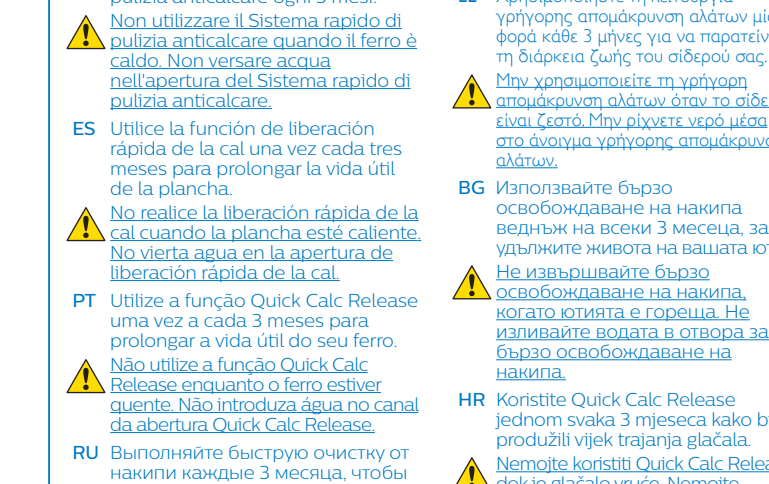 pulizia anticalcare ogni 3 mesi.
Non utilizzare il Sistema rapido di
pulizia anticalcare quando il ferro è
caldo. Non versare acqua
nell'apertura del Sistema rapido di
pulizia anticalcare.
ES Utilice la función de liberación
rápida de la cal una vez cada tres
meses para prolongar la vida útil
de la plancha.
No realice la liberación rápida de la
cal cuando la plancha esté caliente.
No vierta agua en la apertura de
liberación rápida de la cal.
PT Utilize a função Quick Calc Release
uma vez a cada 3 meses para
prolongar a vida útil do seu ferro.
Não utilize a função Quick Calc
Release enquanto o ferro estiver
quente. Não introduza água no canal
da abertura Quick Calc Release.
RU Выполняйте быструю очистку от
накипи каждые 3 месяца, чтобы
γρήγορης απομάκρυνση αλάτων
φορά κάθε 3 μήνες για να
τη διάρκεια ζωής του σίδερού σας.
Μην χρησιμοποιείτε τη γρήγορη
απομάκρυνση αλάτων όταν το
είναι ζεστό. Μην ρίχνετε νερό μέσα
στο άνοιγμα γρήγορης
αλάτων.
BG Използвайте бързо
освобождаване на накипа
веднъж на всеки 3 месеца, за
удължите живота на вашата
Не извършвайте бързо
освобождаване на накипа,
когато ютията е гореща. Не
изливайте водата в отвора за
бързо освобождаване на
накипа.
HR Koristite Quick Calc Release
jednom svaka 3 mjeseca kako
produžili vijek trajanja glačala.
Nemojte koristiti Quick Calc
dok je glačalo vruće. Nemojte